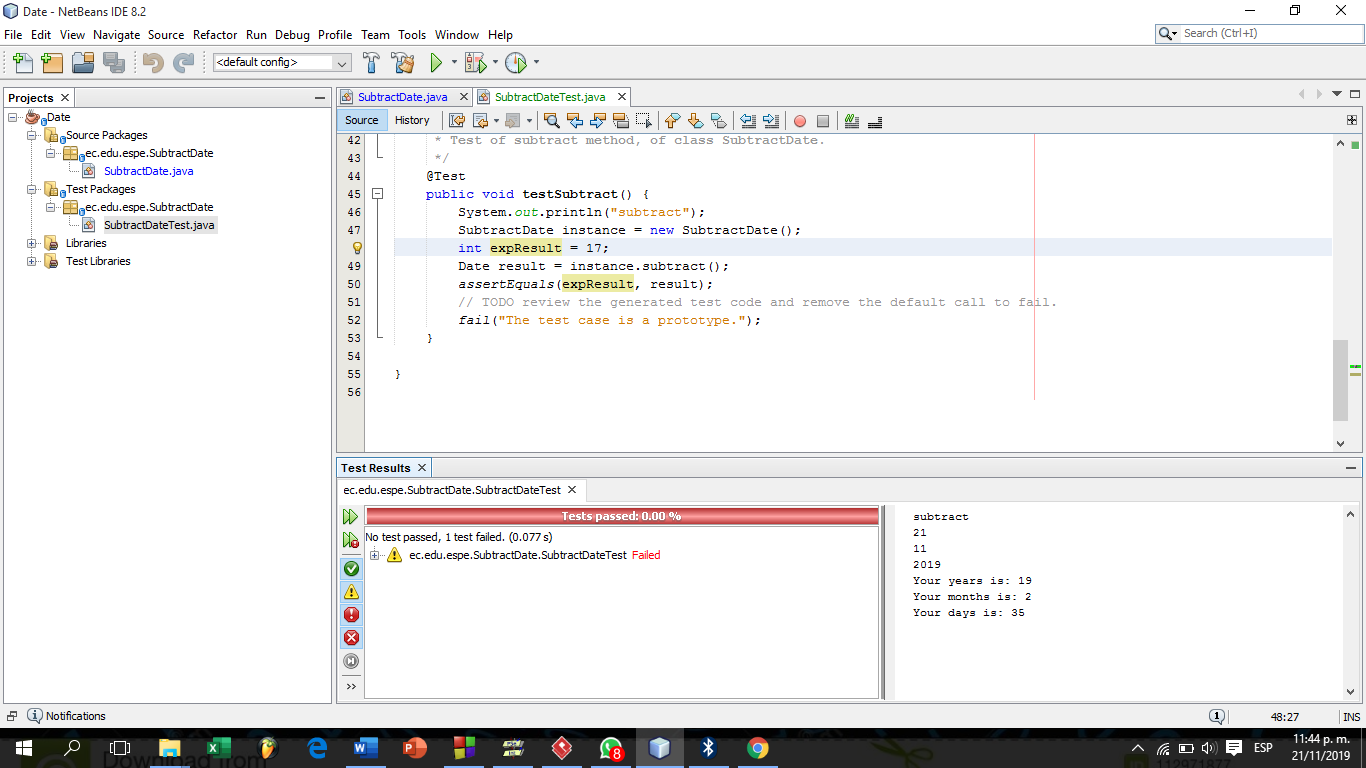 Date - NetBeans IDE 8.2
File Edit View Navigate Source Refactor Run Debug Profile Team Tools Window Help
Search (Ctrl+I)
<default config>
Projects
Date
Source Packages
ec.edu.espe.SubtractDate
SubtractDate.java
Test Packages
ec.edu.espe.SubtractDate
SubtractDateTest.java
Libraries
Test Libraries
SubtractDate.java SubtractDateTest.java
Source History
42 * Test of subtract method, of class SubtractDate.
43 */
44 @Test
45 public void testSubtract() {
46 System.out.println("subtract");
47 SubtractDate instance = new SubtractDate();
int expResult = 17;
49 Date result = instance.subtract();
50 assertEquals(expResult, result);
51 // TODO review the generated test code and remove the default call to fail.
52 fail("The test case is a prototype.");
53 }
54
55 }
56
Test Results
ec.edu.espe.SubtractDate.SubtractDateTest
Tests passed: 0.00 %
No test passed, 1 test failed. (0.077 s)
ec.edu.espe.SubtractDate.SubtractDateTest Failed
subtract
21
11
2019
Your years is: 19
Your months is: 2
Your days is: 35
Notifications
1
48:27
INS
8
ESP
11:44 p. m.
21/11/2019
Download from
112971877